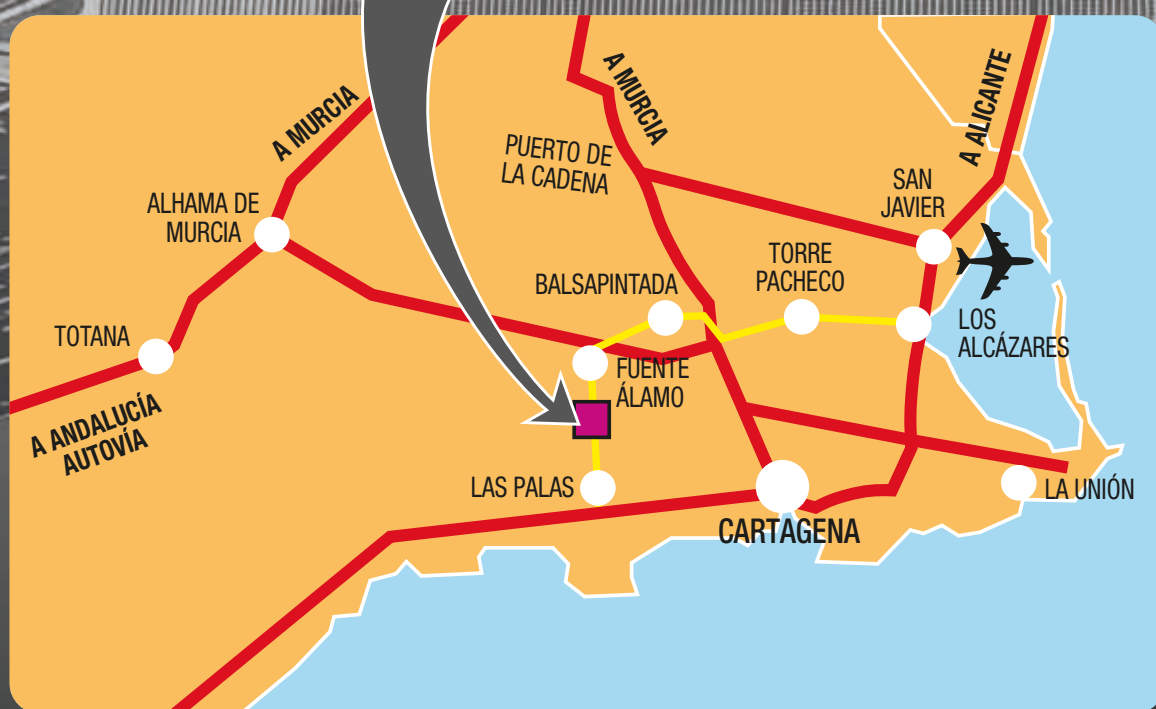 A MURCIA
A MURCIA
A ALICANTE
PUERTO DE
LA CADENA
SAN
JAVIER
ALHAMA DE
MURCIA
TORRE
PACHECO
BALSAPINTADA
TOTANA
LOS
ALCÁZARES
FUENTE
ÁLAMO
A ANDALUCÍA
AUTOVÍA
LAS PALAS
LA UNIÓN
CARTAGENA